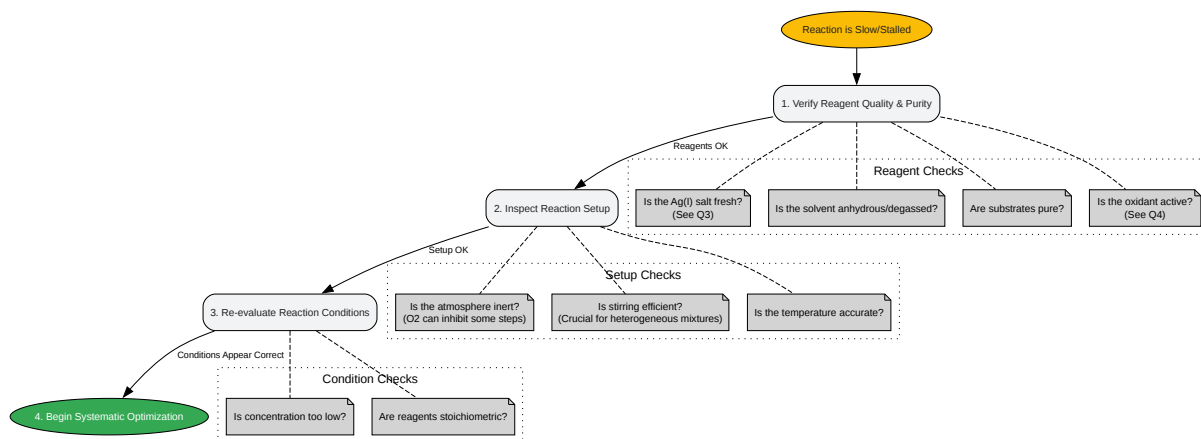 Reaction is Slow/Stalled
1. Verify Reagent Quality & Purity
Reagents OK
Reagent Checks
Is the Ag(I) salt fresh?
(See Q3)
Is the solvent anhydrous/degassed?
Are substrates pure?
Is the oxidant active?
(See Q4)
2. Inspect Reaction Setup
Setup OK
Setup Checks
Is the atmosphere inert?
(O2 can inhibit some steps)
Is stirring efficient?
(Crucial for heterogeneous mixtures)
Is the temperature accurate?
3. Re-evaluate Reaction Conditions
Conditions Appear Correct
Condition Checks
Is concentration too low?
Are reagents stoichiometric?
4. Begin Systematic Optimization